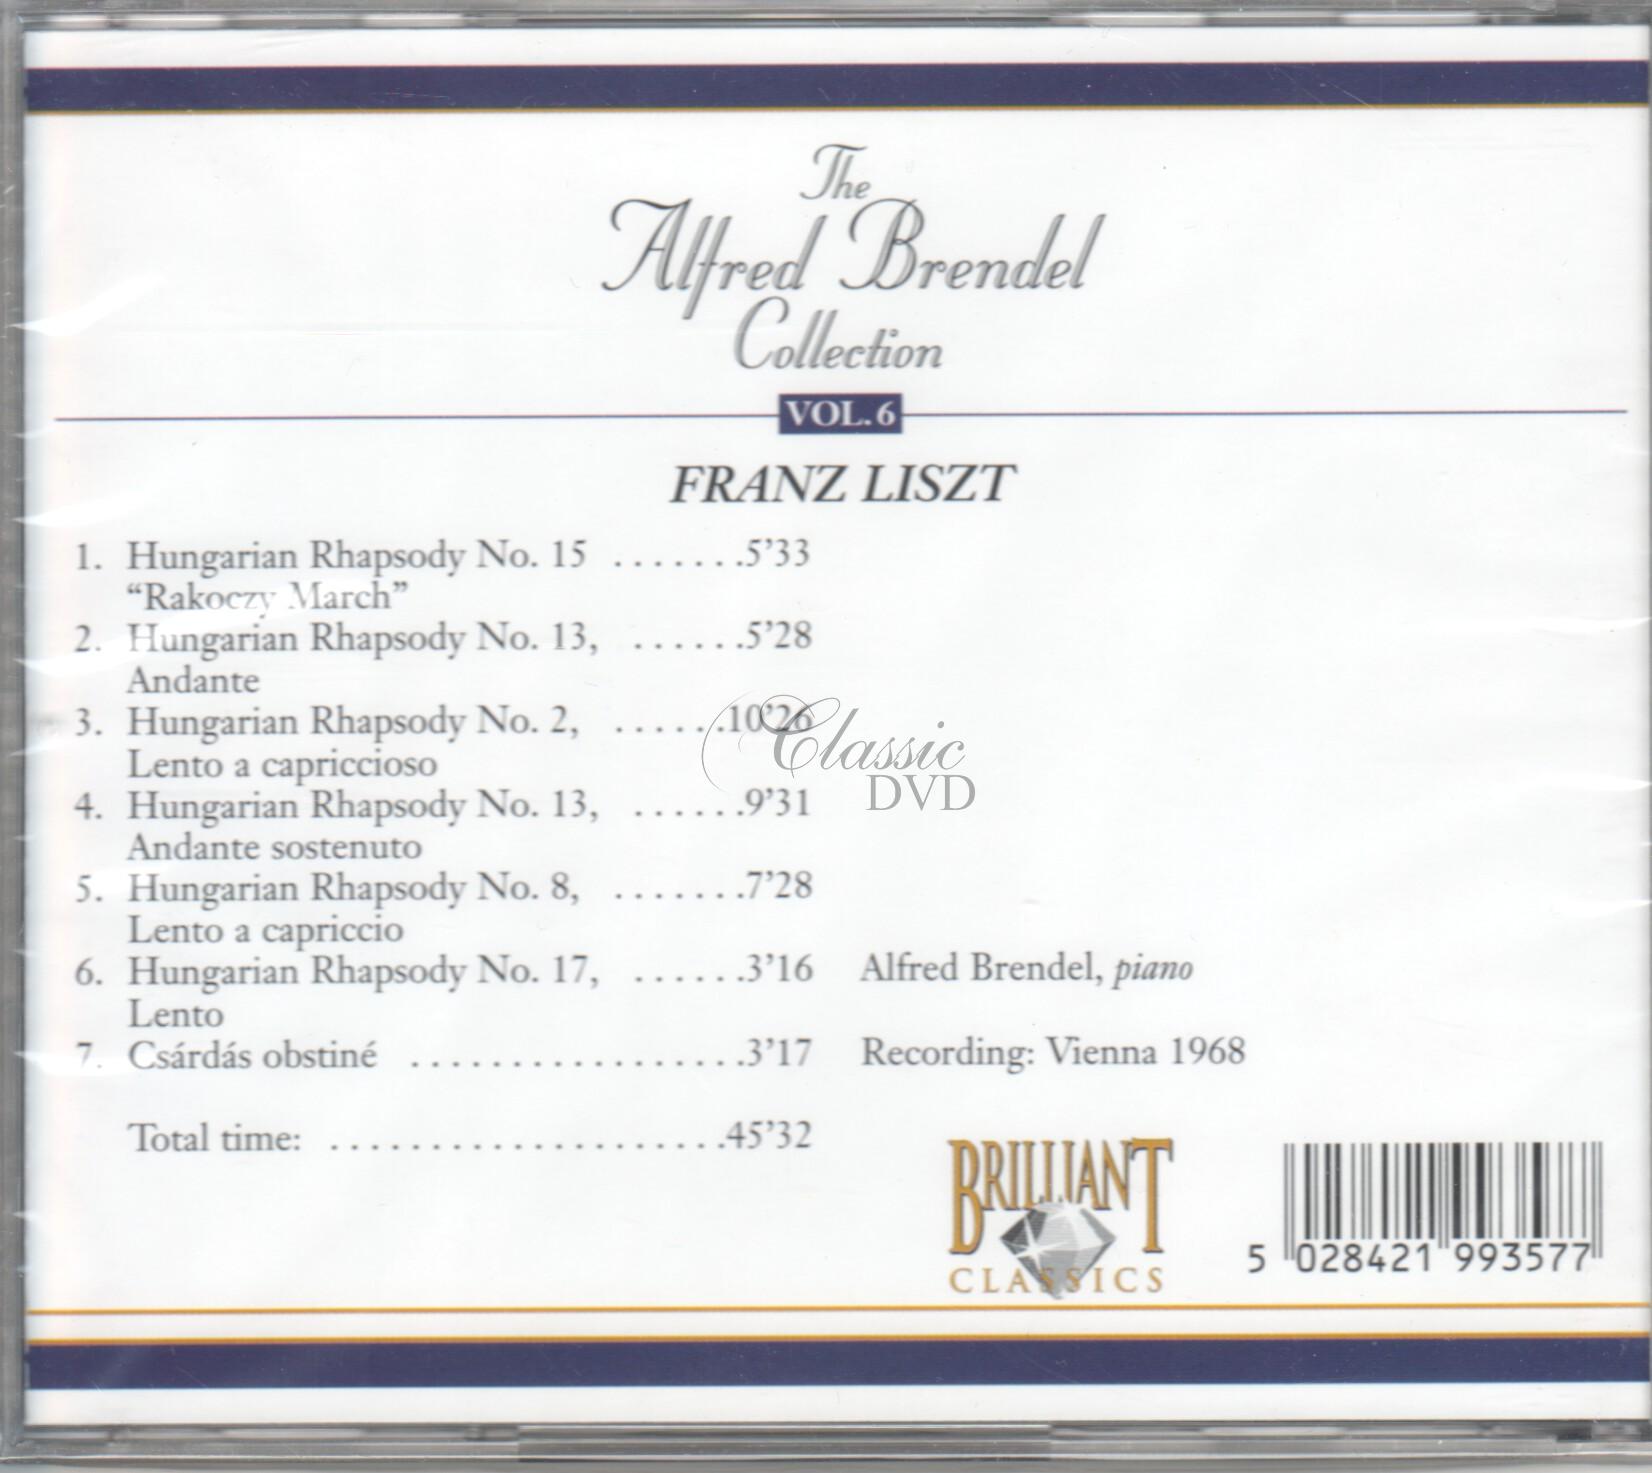 The
Alfred Brendel
Collection
VOL. 6
FRANZ LISZT
1. Hungarian Rhapsody No. 15 .......5'33
“Rakoczy March”
2. Hungarian Rhapsody No. 13, ......5'28
Andante
3. Hungarian Rhapsody No. 2, ......10'26
Lento a capriccioso
4. Hungarian Rhapsody No. 13, ......9'31
Andante sostenuto
5. Hungarian Rhapsody No. 8, .......7'28
Lento a capriccio
6. Hungarian Rhapsody No. 17, ......3'16
Lento
7. Csárdás obstiné .................3'17
Total time: ....................45'32
Classic
DVD
Alfred Brendel, piano
Recording: Vienna 1968
BRILLIANT
CLASSICS
5 028421 993577